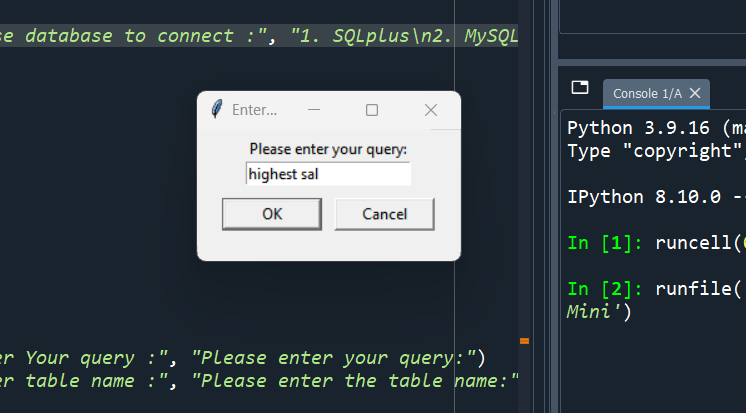 se database to connect :", "1. SQLplus\n2. MySQL
Enter...
Please enter your query:
highest sal
OK
Cancel
er Your query :", "Please enter your query:")
er table name :", "Please enter the table name:"
Console 1/A
Python 3.9.16 (ma
Type "copyright",
IPython 8.10.0 --
In [1]: runcell(
In [2]: runfile('
Mini')